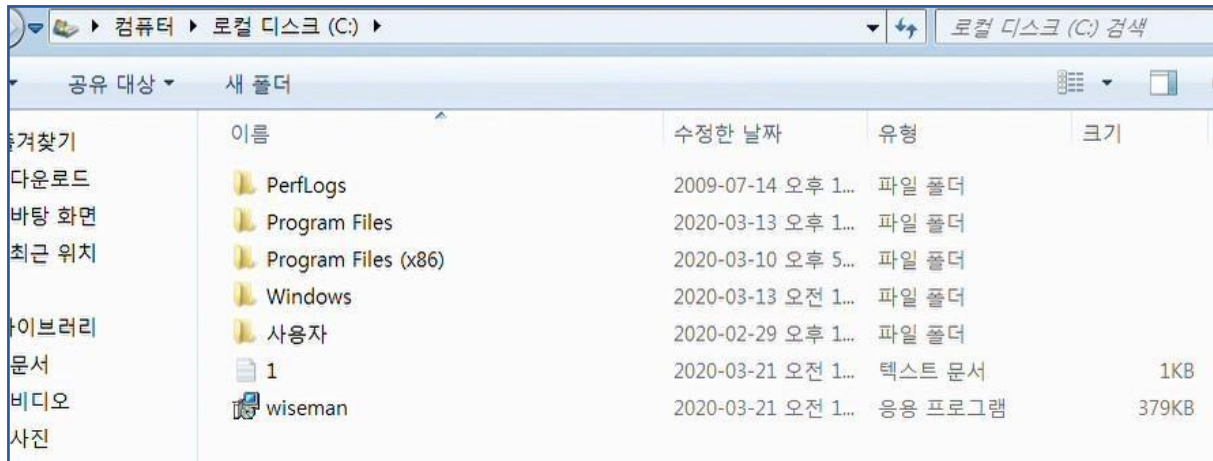 컴퓨터 로컬 디스크 (C:) 로컬 디스크 (C:) 검색
공유 대상 새 폴더
이름 수정한 날짜 유형 크기
즐겨찾기
다운로드
바탕 화면
최근 위치
라이브러리
문서
비디오
사진
PerfLogs 2009-07-14 오후 1... 파일 폴더
Program Files 2020-03-13 오후 1... 파일 폴더
Program Files (x86) 2020-03-10 오후 5... 파일 폴더
Windows 2020-03-13 오전 1... 파일 폴더
사용자 2020-02-29 오후 1... 파일 폴더
1 2020-03-21 오전 1... 텍스트 문서 1KB
wiseman 2020-03-21 오전 1... 응용 프로그램 379KB